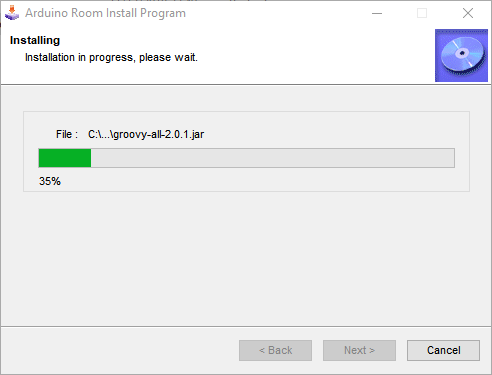 Arduino Room Install Program
Installing
Installation in progress, please wait.
File : C:\...\groovy-all-2.0.1.jar
35%
< Back Next > Cancel